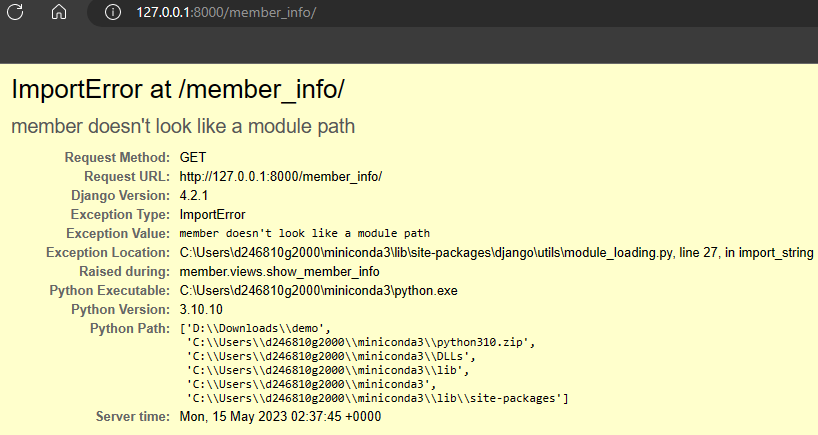 127.0.0.1:8000/member_info/
ImportError at /member_info/
member doesn't look like a module path
Request Method: GET
Request URL: http://127.0.0.1:8000/member_info/
Django Version: 4.2.1
Exception Type: ImportError
Exception Value: member doesn't look like a module path
Exception Location: C:\Users\d246810g2000\miniconda3\lib\site-packages\django\utils\module_loading.py, line 27, in import_string
Raised during: member.views.show_member_info
Python Executable: C:\Users\d246810g2000\miniconda3\python.exe
Python Version: 3.10.10
Python Path: ['D:\\Downloads\\demo',
'C:\\Users\\d246810g2000\\miniconda3\\python310.zip',
'C:\\Users\\d246810g2000\\miniconda3\\DLLs',
'C:\\Users\\d246810g2000\\miniconda3\\lib',
'C:\\Users\\d246810g2000\\miniconda3',
'C:\\Users\\d246810g2000\\miniconda3\\lib\\site-packages']
Server time: Mon, 15 May 2023 02:37:45 +0000